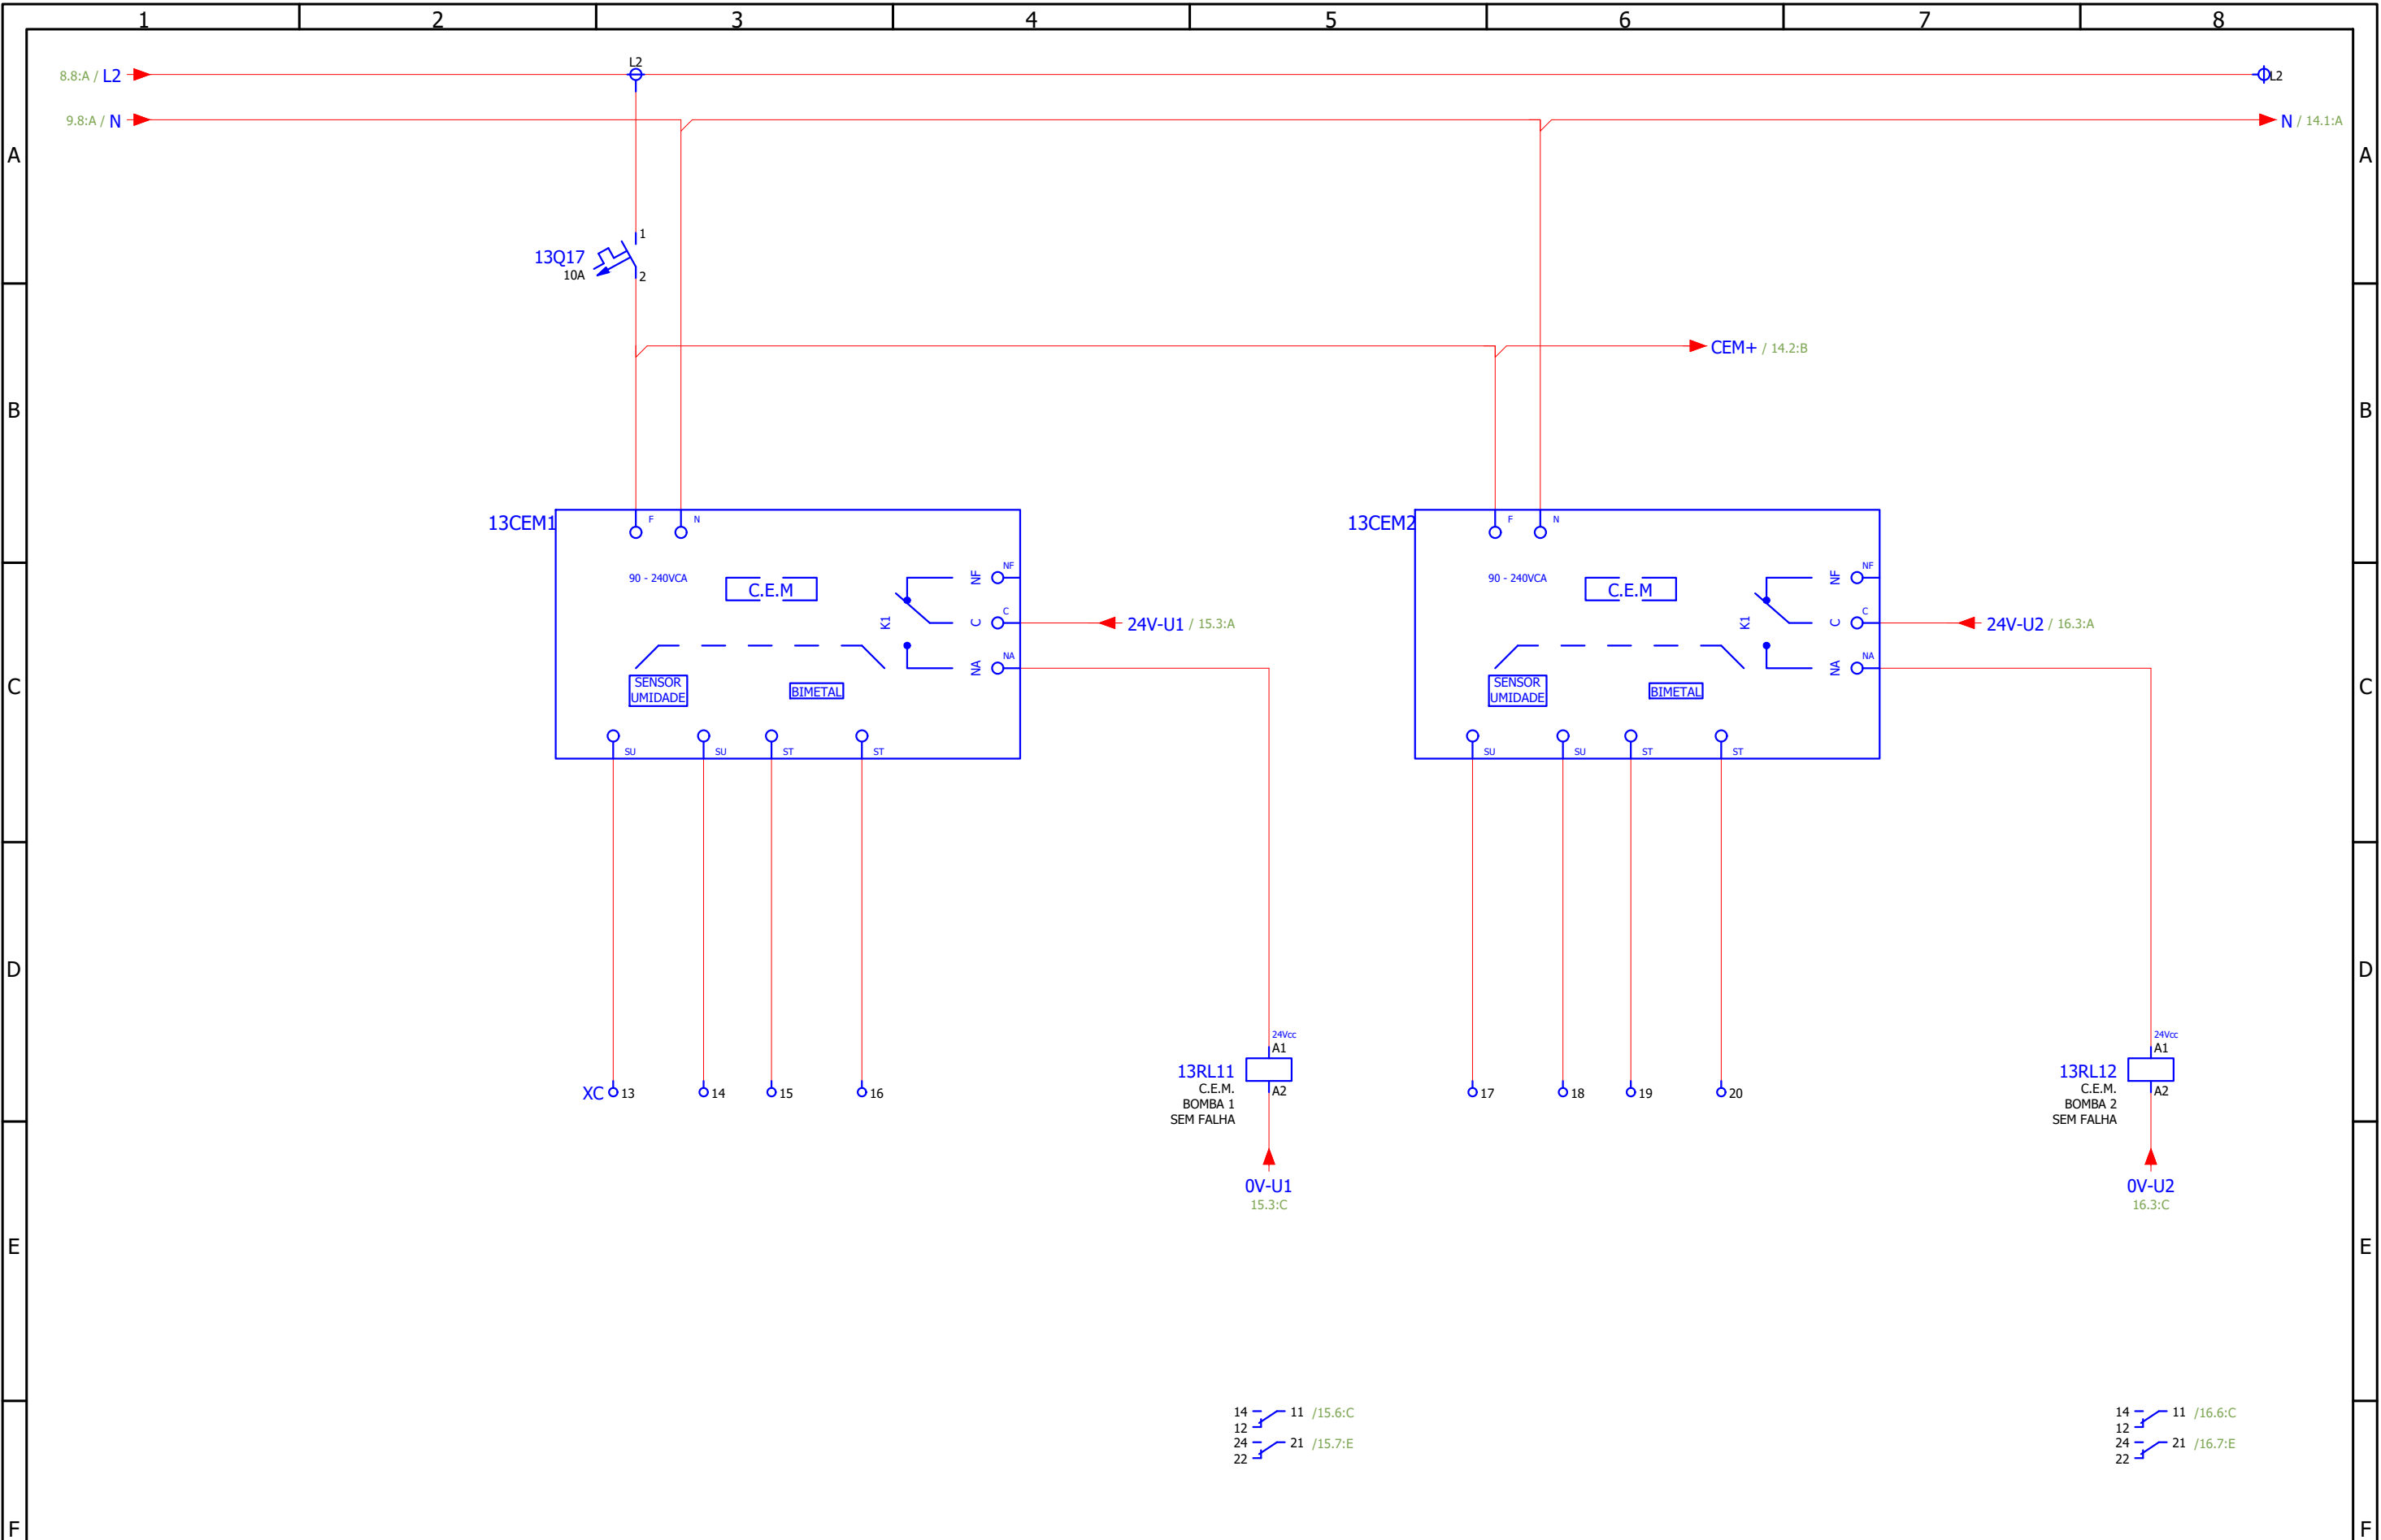 1 2 3 4 5 6 7 8
8.8:A / L2
L2
L2
9.8:A / N
N / 14.1:A
A
A
13Q17
10A
1
2
CEM+ / 14.2:B
B
B
13CEM1
F
N
90 - 240VCA
C.E.M
K1
NF
NF
C
C
NA
NA
24V-U1 / 15.3:A
SENSOR
UMIDADE
BIMETAL
SU
SU
ST
ST
13CEM2
F
N
90 - 240VCA
C.E.M
K1
NF
NF
C
C
NA
NA
24V-U2 / 16.3:A
SENSOR
UMIDADE
BIMETAL
SU
SU
ST
ST
C
C
D
D
XC 13
14
15
16
24Vcc
A1
13RL11
C.E.M.
A2
BOMBA 1
SEM FALHA
0V-U1
15.3:C
17
18
19
20
24Vcc
A1
13RL12
C.E.M.
A2
BOMBA 2
SEM FALHA
0V-U2
16.3:C
E
E
14 11 /15.6:C
12
24 21 /15.7:E
22
14 11 /16.6:C
12
24 21 /16.7:E
22
F
F